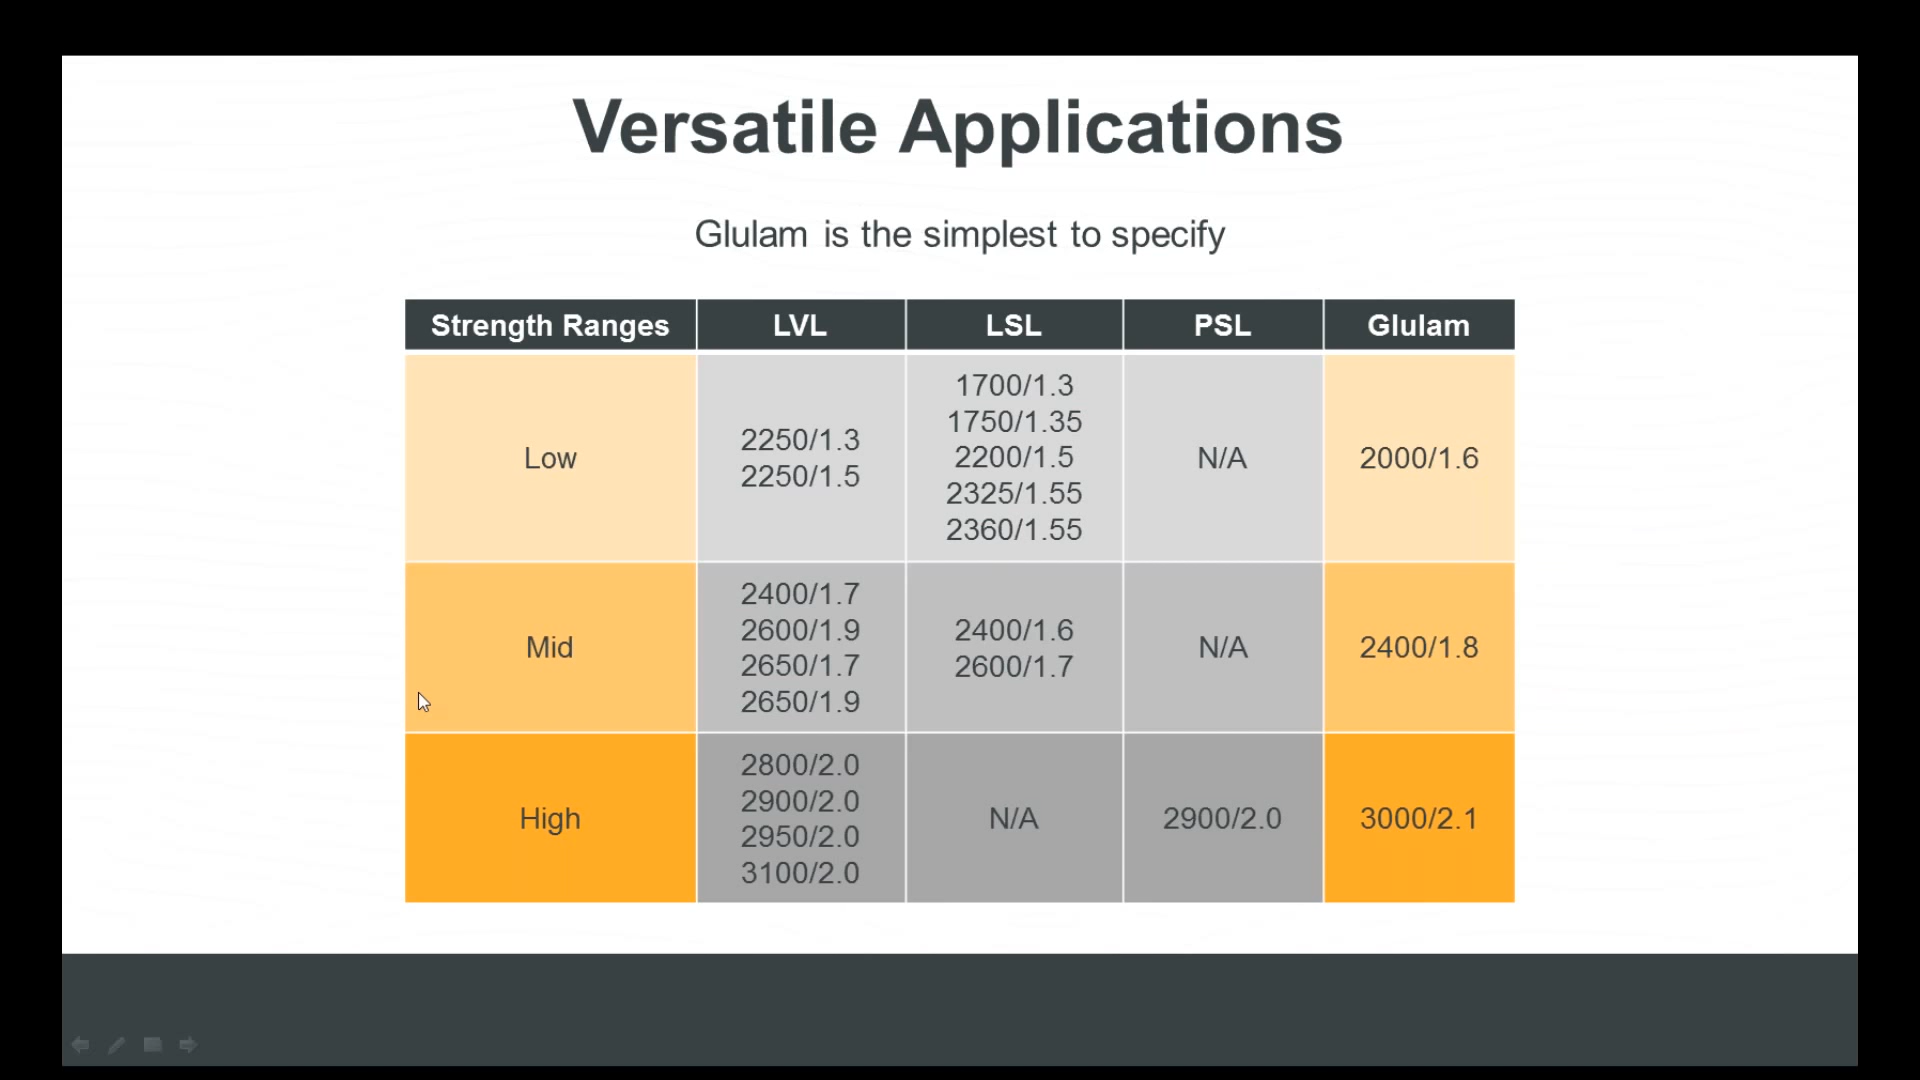 Versatile Applications
Glulam is the simplest to specify
Strength Ranges LVL LSL PSL Glulam
Low
2250/1.3
2250/1.5
1700/1.3
1750/1.35
2200/1.5
2325/1.55
2360/1.55
N/A
2000/1.6
Mid
2400/1.7
2600/1.9
2650/1.7
2650/1.9
2400/1.6
2600/1.7
N/A
2400/1.8
High
2800/2.0
2900/2.0
2950/2.0
3100/2.0
N/A
2900/2.0
3000/2.1